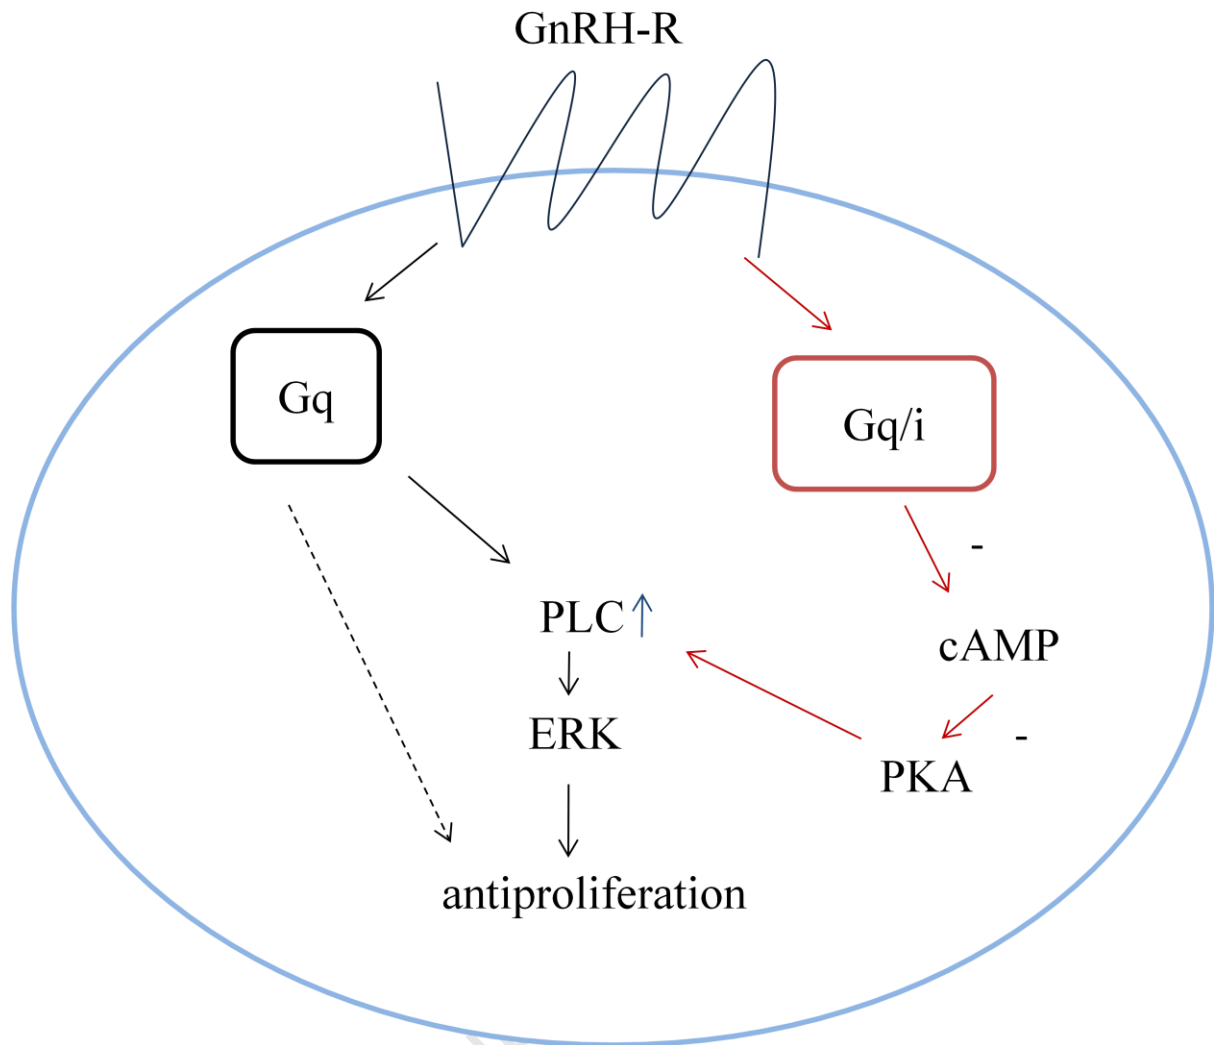 GnRH-R
Gq
Gq/i
-
PLC
cAMP
ERK
-
PKA
antiproliferation